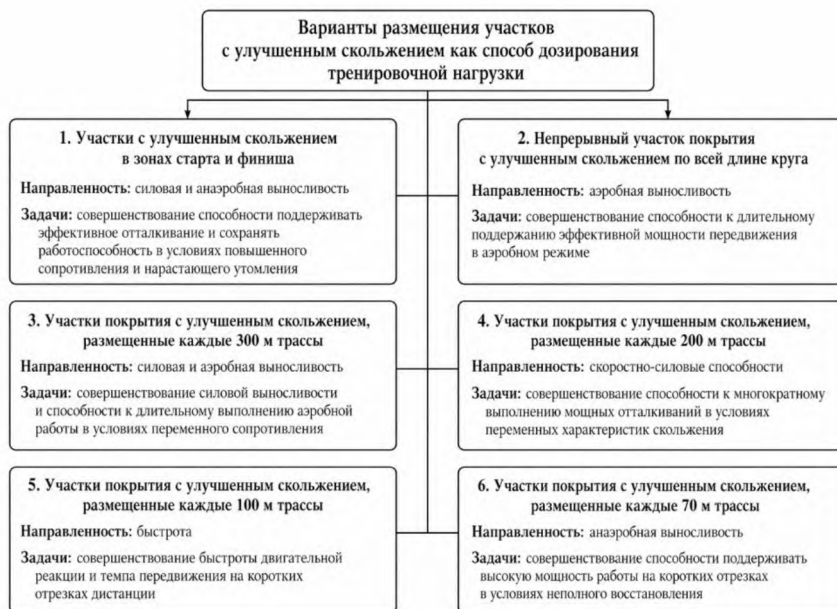 Варианты размещения участков
с улучшенным скольжением как способ дозирования
тренировочной нагрузки
1. Участки с улучшенным скольжением
в зонах старта и финиша
Направленность: силовая и анаэробная выносливость
Задачи: совершенствование способности поддерживать
эффективное отталкивание и сохранять
работоспособность в условиях повышенного
сопротивления и нарастающего утомления
2. Непрерывный участок покрытия
с улучшенным скольжением по всей длине круга
Направленность: аэробная выносливость
Задачи: совершенствование способности к длительному
поддержанию эффективной мощности передвижения
в аэробном режиме
3. Участки покрытия с улучшенным скольжением,
размещенные каждые 300 м трассы
Направленность: силовая и аэробная выносливость
Задачи: совершенствование силовой выносливости
и способности к длительному выполнению аэробной
работы в условиях переменного сопротивления
4. Участки покрытия с улучшенным скольжением,
размещенные каждые 200 м трассы
Направленность: скоростно-силовые способности
Задачи: совершенствование способности к многократному
выполнению мощных отталкиваний в условиях
переменных характеристик скольжения
5. Участки покрытия с улучшенным скольжением,
размещенные каждые 100 м трассы
Направленность: быстрота
Задачи: совершенствование быстроты двигательной
реакции и темпа передвижения на коротких
отрезках дистанции
6. Участки покрытия с улучшенным скольжением,
размещенные каждые 70 м трассы
Направленность: анаэробная выносливость
Задачи: совершенствование способности поддерживать
высокую мощность работы на коротких отрезках
в условиях неполного восстановления